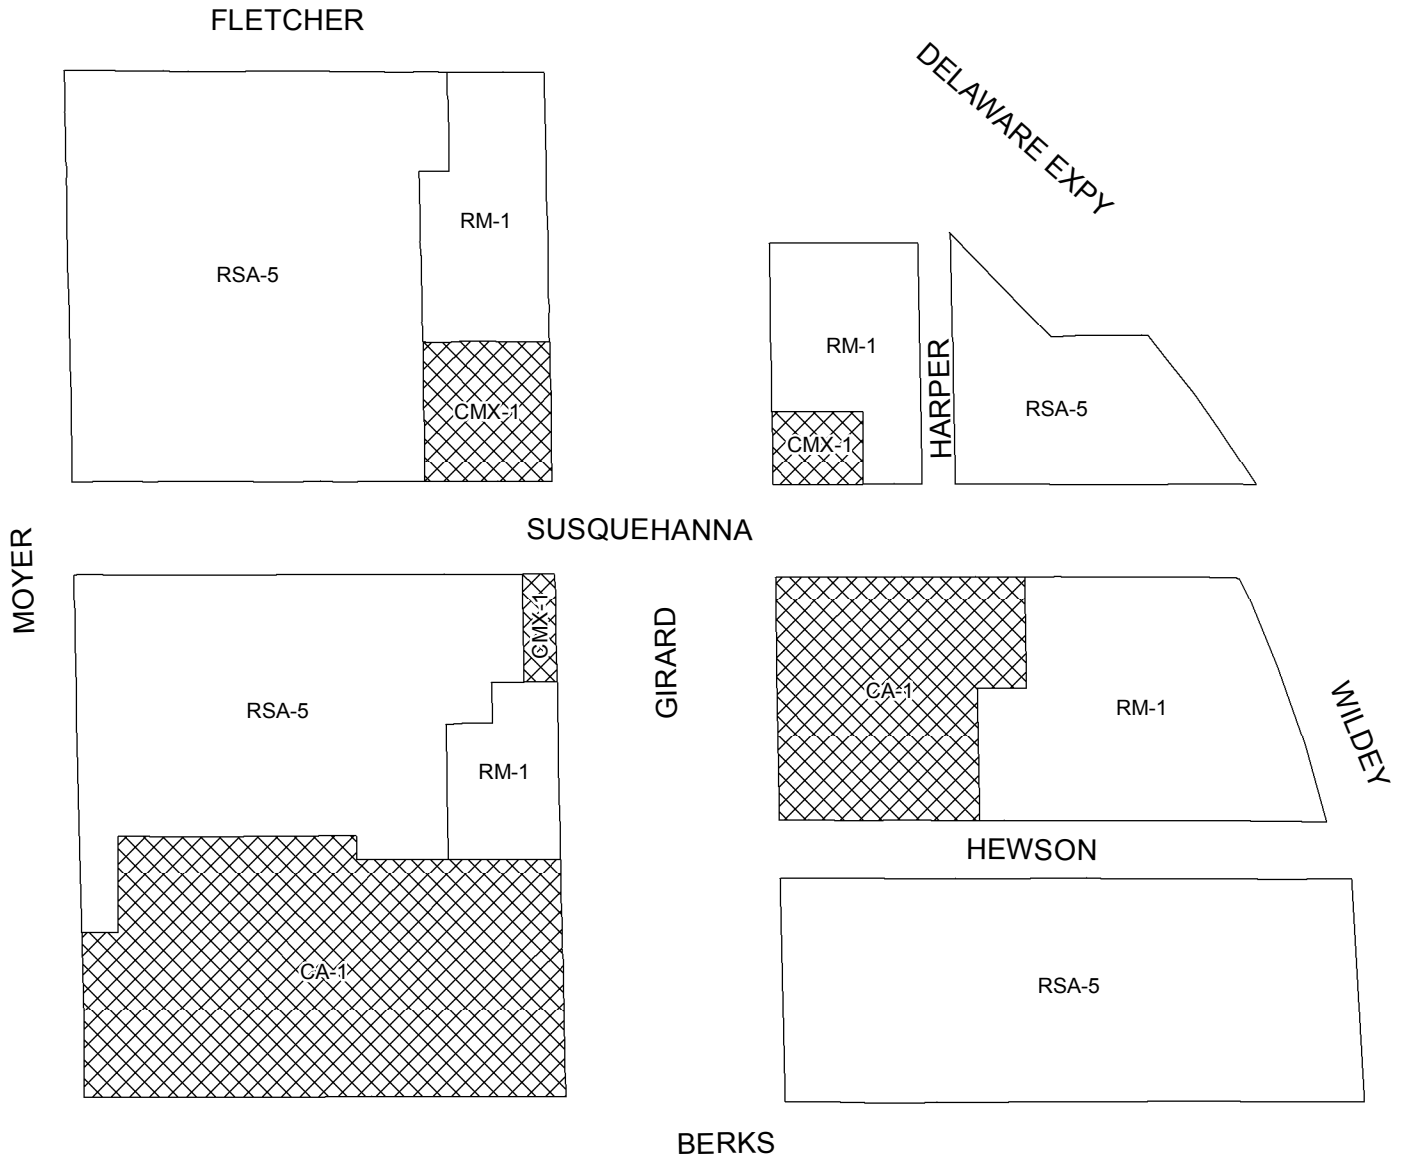 FLETCHER
DELAWARE EXPY
RM-1
RSA-5
RM-1
HARPER
RSA-5
CMX-1
CMX-1
SUSQUEHANNA
MOYER
CMX-1
GIRARD
CA-1
RM-1
WILDEY
RSA-5
RM-1
HEWSON
CA-1
RSA-5
BERKS